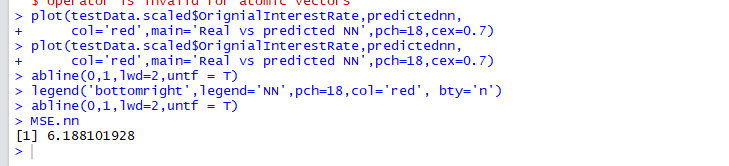 $ operator is invalid for atomic vectors
> plot(testData.scaled$OrignialInterestRate,predictednn,
+      col='red',main='Real vs predicted NN',pch=18,cex=0.7)
> plot(testData.scaled$OrignialInterestRate,predictednn,
+      col='red',main='Real vs predicted NN',pch=18,cex=0.7)
> abline(0,1,lwd=2,untf = T)
> legend('bottomright',legend='NN',pch=18,col='red', bty='n')
> abline(0,1,lwd=2,untf = T)
> MSE.nn
[1] 6.188101928
>